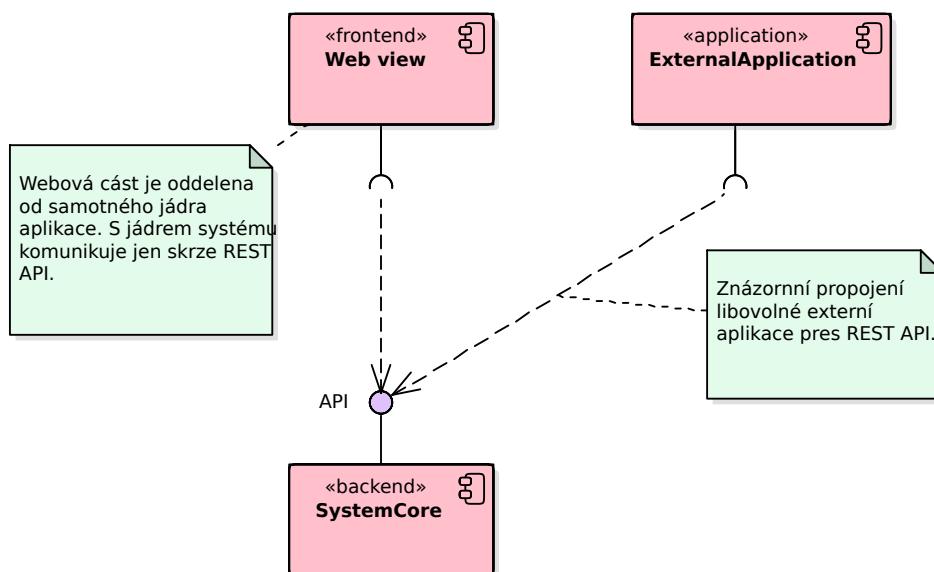 «frontend»
Web view
«application»
ExternalApplication
Webová cást je oddelena
od samotného jádra
aplikace. S jádrem systému
komunikuje jen skrze REST
API.
Znázornní propojení
libovolné externí
aplikace pres REST API.
API
«backend»
SystemCore